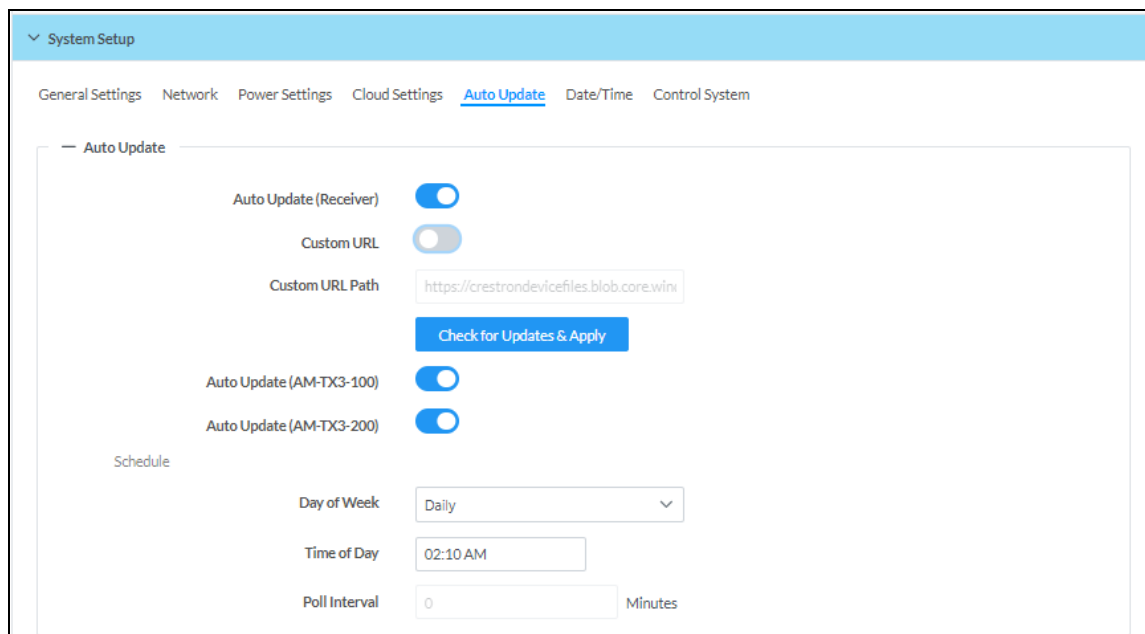 System Setup
General Settings Network Power Settings Cloud Settings Auto Update Date/Time Control System
Auto Update
Auto Update (Receiver)
Custom URL
Custom URL Path https://crestrondevicefiles.blob.core.win
Check for Updates & Apply
Auto Update (AM-TX3-100)
Auto Update (AM-TX3-200)
Schedule
Day of Week Daily
Time of Day 02:10 AM
Poll Interval 0 Minutes